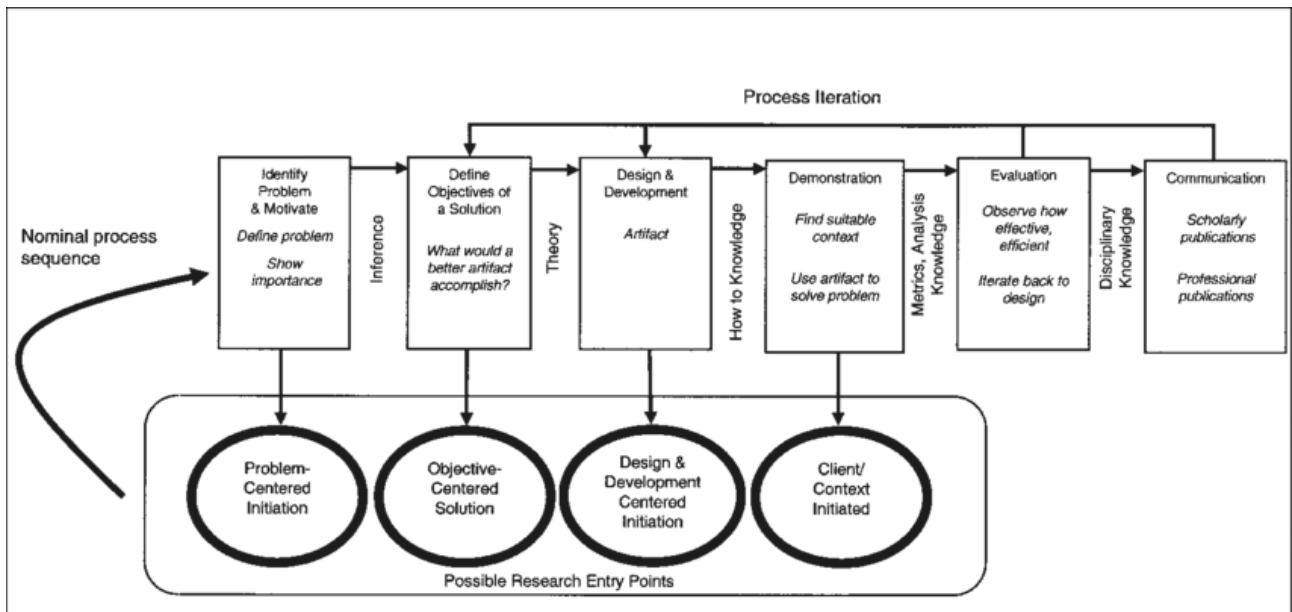 Process Iteration
Nominal process
sequence
Identify
Problem
& Motivate
Define problem
Show
importance
Inference
Define
Objectives of
a Solution
What would a
better artifact
accomplish?
Theory
Design &
Development
Artifact
How to Knowledge
Demonstration
Find suitable
context
Use artifact to
solve problem
Metrics, Analysis
Knowledge
Evaluation
Observe how
effective,
efficient
Iterate back to
design
Disciplinary
Knowledge
Communication
Scholarly
publications
Professional
publications
Problem-
Centered
Initiation
Objective-
Centered
Solution
Design &
Development
Centered
Initiation
Client/
Context
Initiated
Possible Research Entry Points